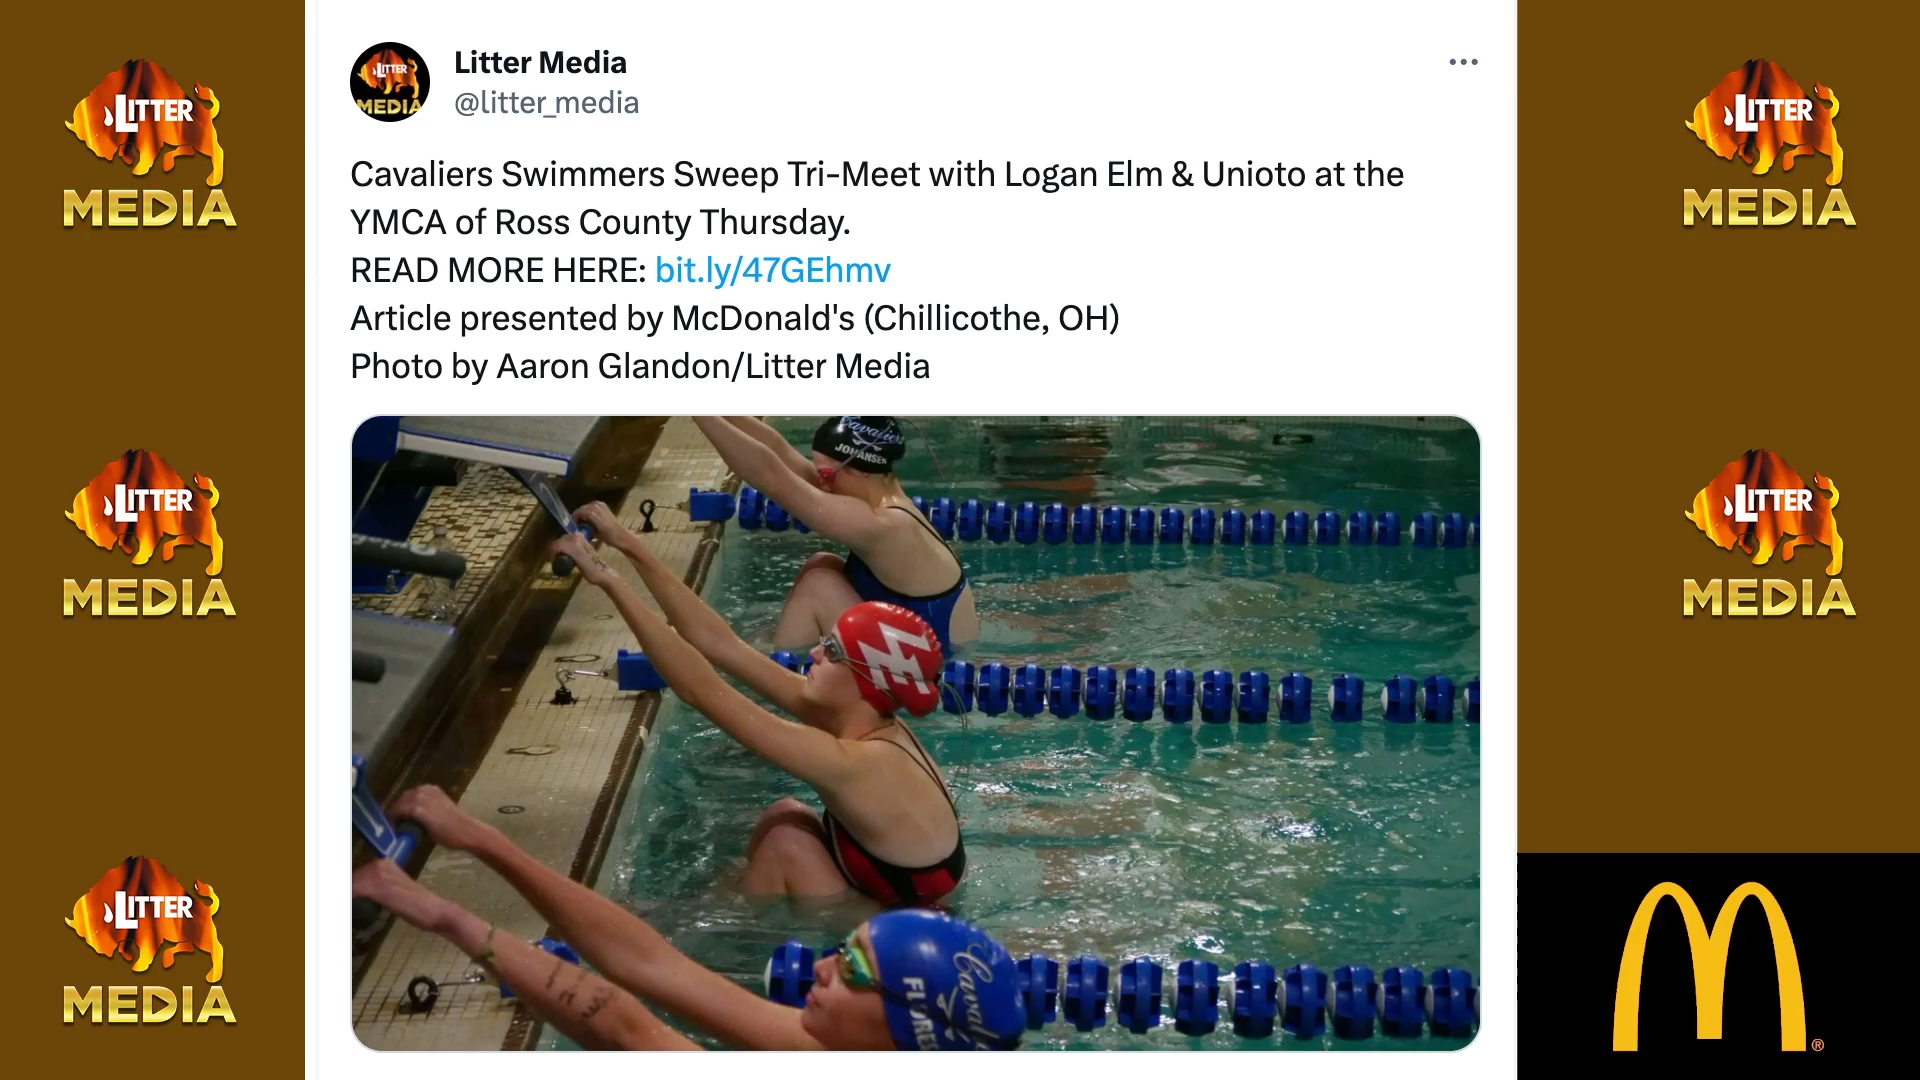 LITTER
MEDIA
LITTER
MEDIA
LITTER
MEDIA
LITTER
MEDIA
Litter Media
@litter_media
Cavaliers Swimmers Sweep Tri-Meet with Logan Elm & Unioto at the
YMCA of Ross County Thursday.
READ MORE HERE: bit.ly/47GEhmv
Article presented by McDonald's (Chillicothe, OH)
Photo by Aaron Glandon/Litter Media
Cavaliers
JOHANSEN
LE
FLORES
LITTER
MEDIA
LITTER
MEDIA
®